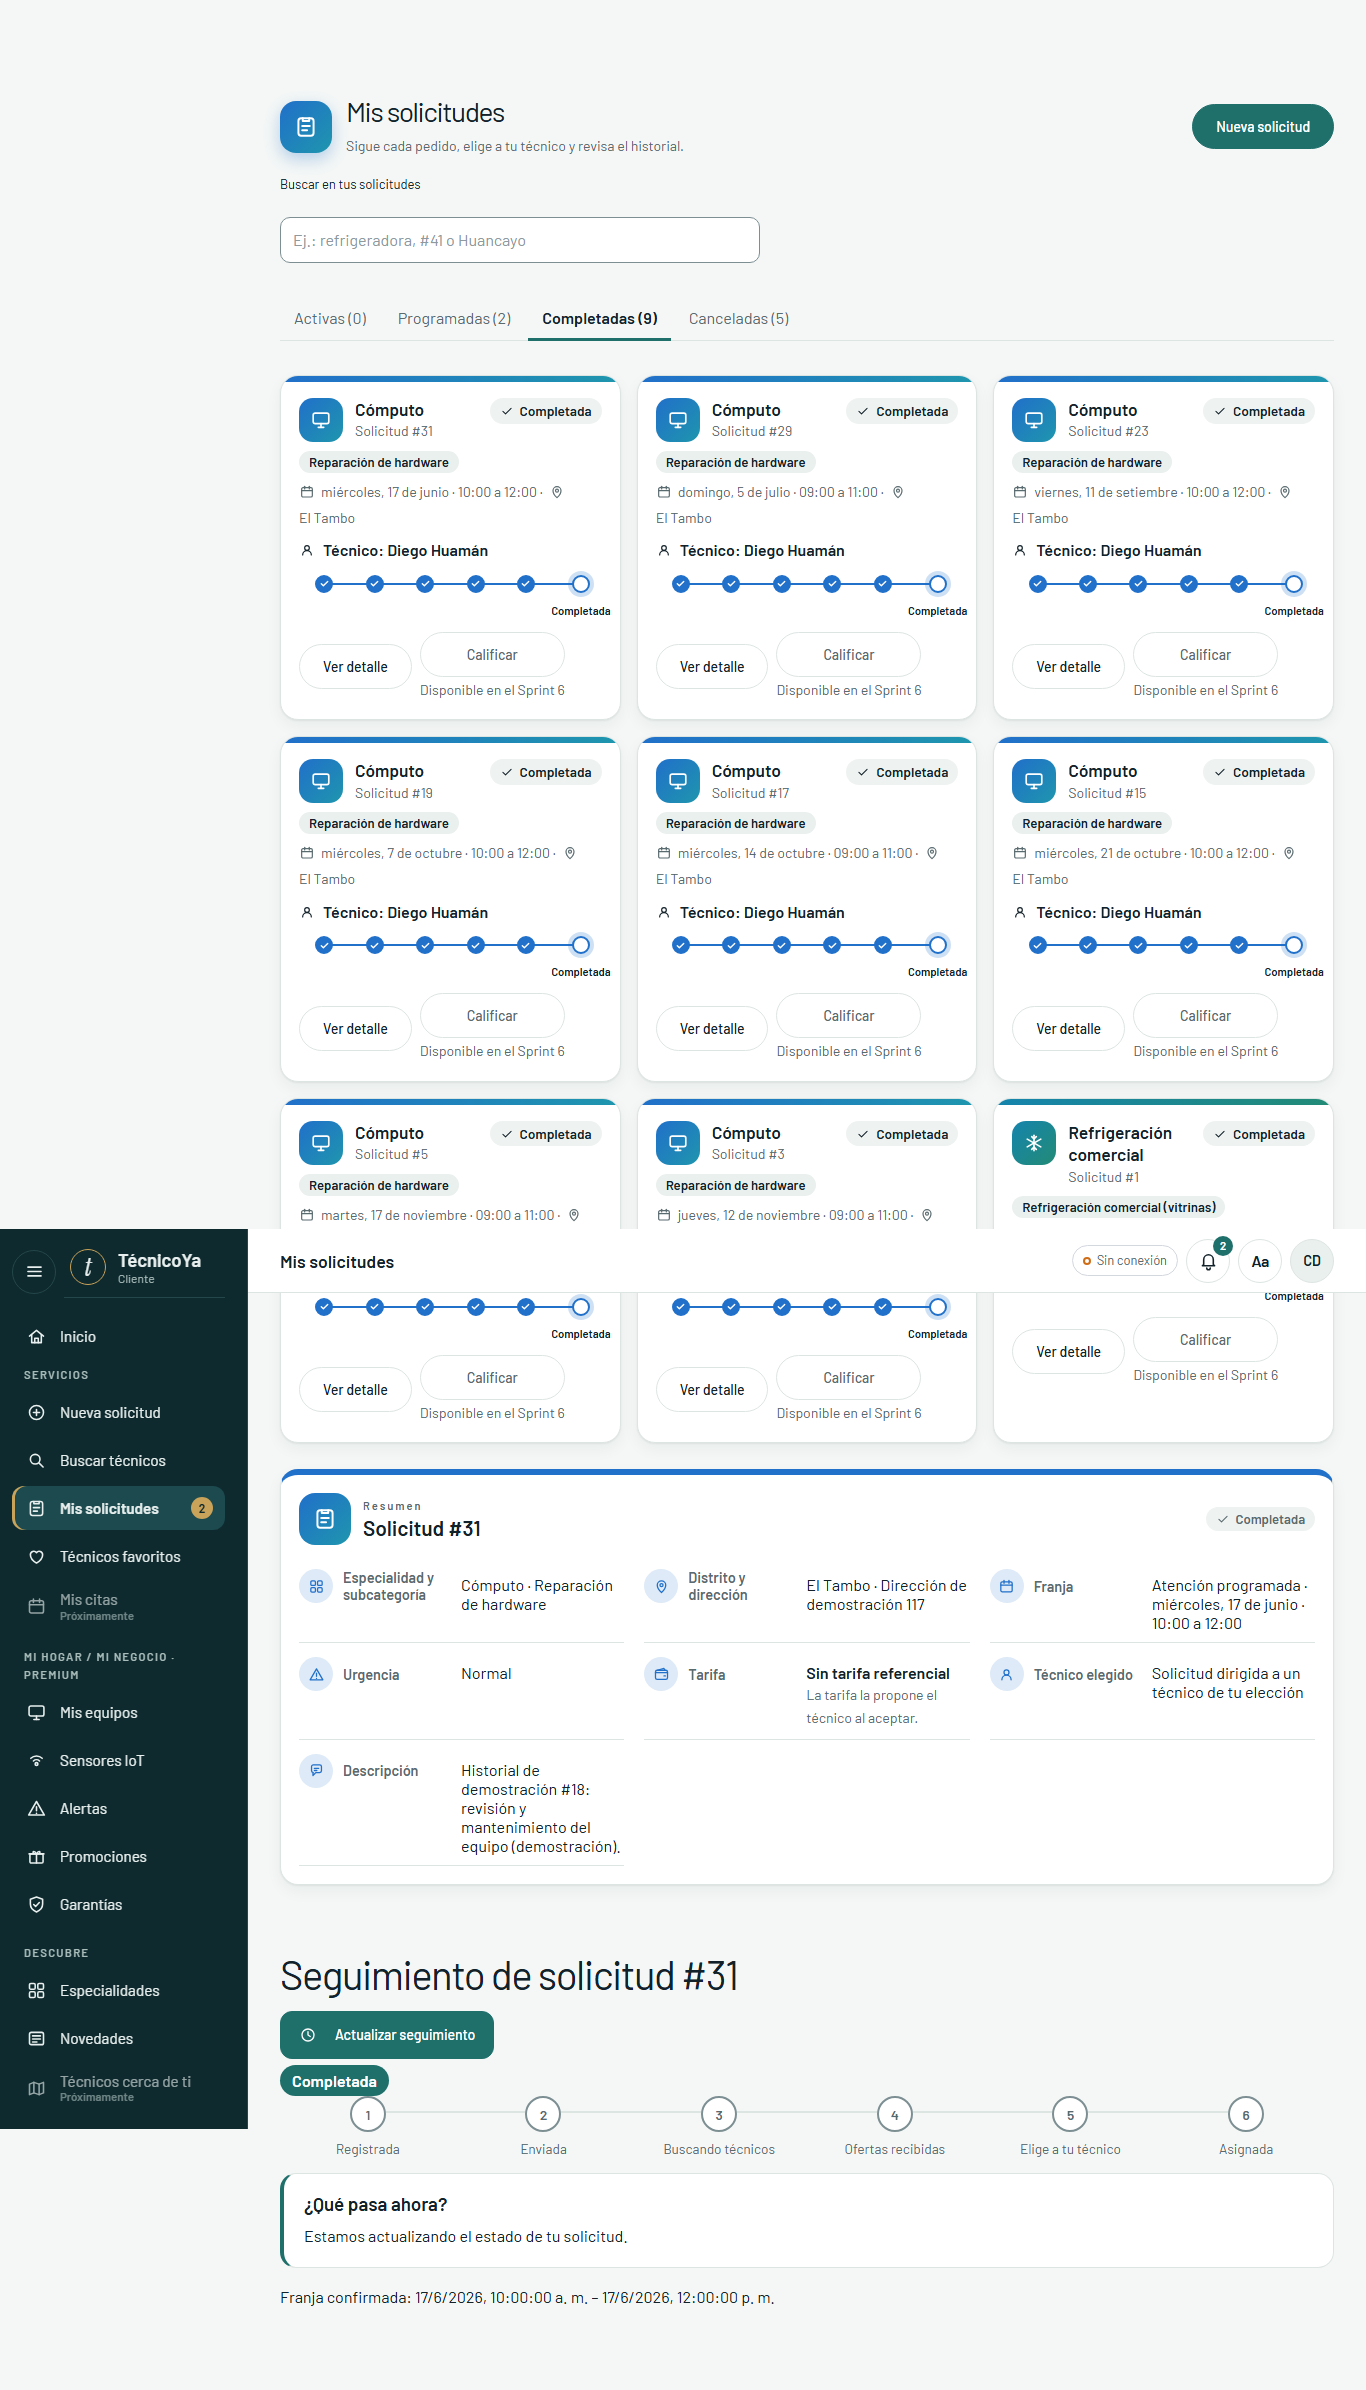 Mis solicitudes
Sigue cada pedido, elige a tu técnico y revisa el historial.
Nueva solicitud
Buscar en tus solicitudes
Ej.: refrigeradora, #41 o Huancayo
Activas (0)
Programadas (2)
Completadas (9)
Canceladas (5)
Cómputo
Solicitud #31
Completada
Reparación de hardware
miércoles, 17 de junio · 10:00 a 12:00 ·
El Tambo
Técnico: Diego Huamán
Completada
Ver detalle
Calificar
Disponible en el Sprint 6
Cómputo
Solicitud #29
Completada
Reparación de hardware
domingo, 5 de julio · 09:00 a 11:00 ·
El Tambo
Técnico: Diego Huamán
Completada
Ver detalle
Calificar
Disponible en el Sprint 6
Cómputo
Solicitud #23
Completada
Reparación de hardware
viernes, 11 de setiembre · 10:00 a 12:00 ·
El Tambo
Técnico: Diego Huamán
Completada
Ver detalle
Calificar
Disponible en el Sprint 6
Cómputo
Solicitud #19
Completada
Reparación de hardware
miércoles, 7 de octubre · 10:00 a 12:00 ·
El Tambo
Técnico: Diego Huamán
Completada
Ver detalle
Calificar
Disponible en el Sprint 6
Cómputo
Solicitud #17
Completada
Reparación de hardware
miércoles, 14 de octubre · 09:00 a 11:00 ·
El Tambo
Técnico: Diego Huamán
Completada
Ver detalle
Calificar
Disponible en el Sprint 6
Cómputo
Solicitud #15
Completada
Reparación de hardware
miércoles, 21 de octubre · 10:00 a 12:00 ·
El Tambo
Técnico: Diego Huamán
Completada
Ver detalle
Calificar
Disponible en el Sprint 6
Cómputo
Solicitud #5
Completada
Reparación de hardware
martes, 17 de noviembre · 09:00 a 11:00 ·
Cómputo
Solicitud #3
Completada
Reparación de hardware
jueves, 12 de noviembre · 09:00 a 11:00 ·
Refrigeración
comercial
Solicitud #1
Completada
Refrigeración comercial (vitrinas)
TécnicoYa
Cliente
Mis solicitudes
Sin conexión
2
Aa
CD
Completada
Ver detalle
Calificar
Disponible en el Sprint 6
Completada
Ver detalle
Calificar
Disponible en el Sprint 6
Completada
Ver detalle
Calificar
Disponible en el Sprint 6
Inicio
SERVICIOS
Nueva solicitud
Buscar técnicos
Mis solicitudes
2
Técnicos favoritos
Mis citas
Próximamente
MI HOGAR / MI NEGOCIO ·
PREMIUM
Mis equipos
Sensores IoT
Alertas
Promociones
Garantías
DESCUBRE
Especialidades
Novedades
Técnicos cerca de ti
Próximamente
Resumen
Solicitud #31
Completada
Especialidad y
subcategoría
Cómputo · Reparación
de hardware
Distrito y
dirección
El Tambo · Dirección de
demostración 117
Franja
Atención programada ·
miércoles, 17 de junio ·
10:00 a 12:00
Urgencia
Normal
Tarifa
Sin tarifa referencial
La tarifa la propone el
técnico al aceptar.
Técnico elegido
Solicitud dirigida a un
técnico de tu elección
Descripción
Historial de
demostración #18:
revisión y
mantenimiento del
equipo (demostración).
Seguimiento de solicitud #31
Actualizar seguimiento
Completada
1
2
3
4
5
6
Registrada
Enviada
Buscando técnicos
Ofertas recibidas
Elige a tu técnico
Asignada
¿Qué pasa ahora?
Estamos actualizando el estado de tu solicitud.
Franja confirmada: 17/6/2026, 10:00:00 a. m. – 17/6/2026, 12:00:00 p. m.